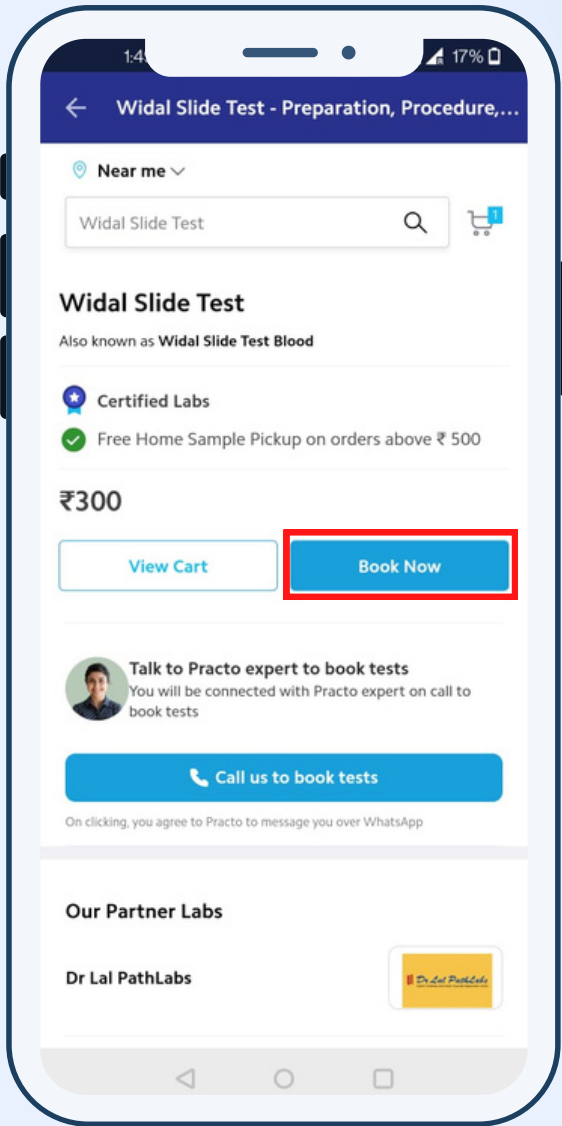 1:4
17%
Widal Slide Test - Preparation, Procedure,...
Near me
Widal Slide Test
1
Widal Slide Test
Also known as Widal Slide Test Blood
Certified Labs
Free Home Sample Pickup on orders above ₹ 500
₹300
View Cart
Book Now
Talk to Practo expert to book tests
You will be connected with Practo expert on call to
book tests
Call us to book tests
On clicking, you agree to Practo to message you over WhatsApp
Our Partner Labs
Dr Lal PathLabs
Dr Lal PathLabs